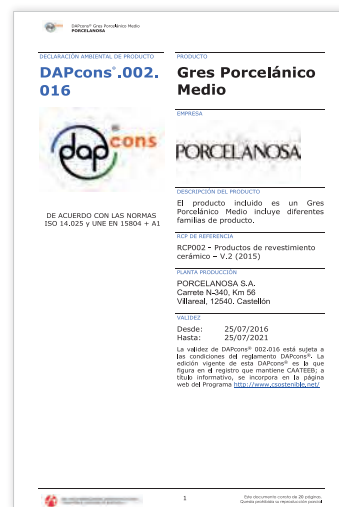 DAPcons® Gres Porcelánico Medio
PORCELANOSA
DECLARACIÓN AMBIENTAL DE PRODUCTO
DAPcons®.002.
016
dap cons ®
DE ACUERDO CON LAS NORMAS
ISO 14.025 y UNE EN 15804 + A1
PRODUCTO
Gres Porcelánico
Medio
EMPRESA
PORCELANOSA
DESCRIPCIÓN DEL PRODUCTO
El producto incluido es un Gres
Porcelánico Medio incluye diferentes
familias de producto.
RCP DE REFERENCIA
RCP002 – Productos de revestimiento
cerámico – V.2 (2015)
PLANTA PRODUCCIÓN
PORCELANOSA S.A.
Carrete N-340, Km 56
Villareal, 12540. Castellón
VALIDEZ
Desde: 25/07/2016
Hasta: 25/07/2021
La validez de DAPcons® 002.016 está sujeta a
las condiciones del reglamento DAPcons®. La
edición vigente de esta DAPcons® es la que
figura en el registro que mantiene CAATEEB; a
título informativo, se incorpora en la página
web del Programa http://www.csostenible.net/
1
Este documento consta de 20 páginas.
Queda prohibida su reproducción parcial